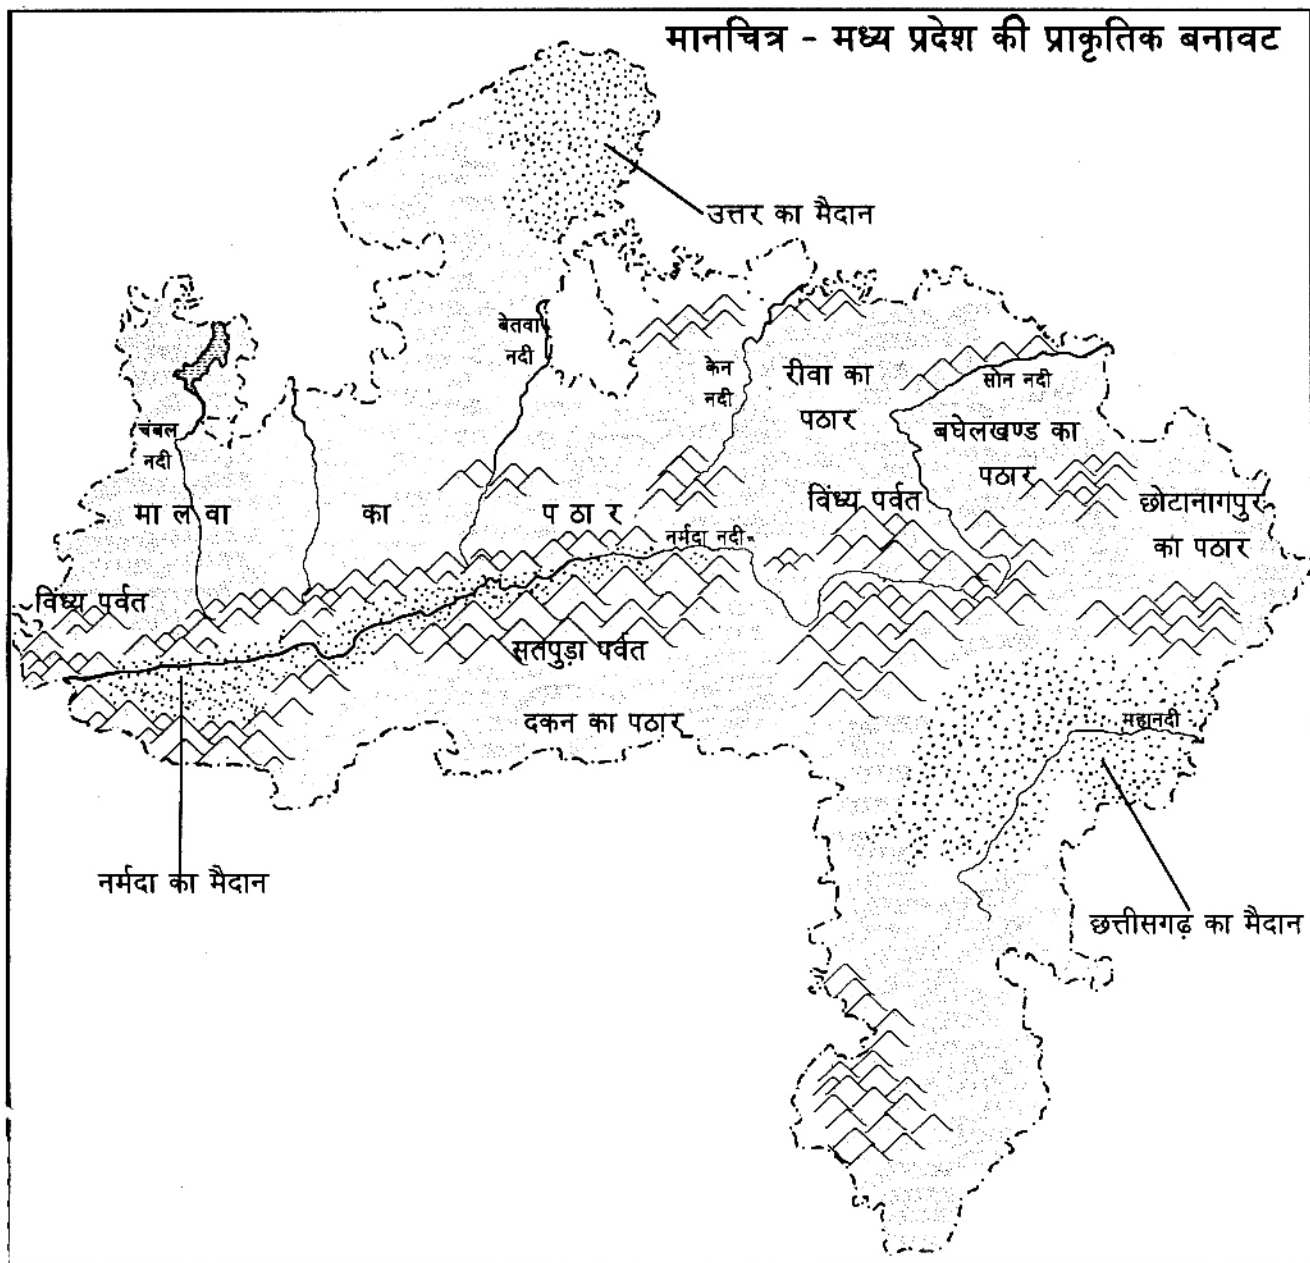 मानचित्र - मध्य प्रदेश की प्राकृतिक बनावट
उत्तर का मैदान
बेतवा
नदी
केन
नदी
रीवा का
पठार
सोन नदी
चंबल
नदी
बघेलखण्ड का
पठार
मा ल वा का प ठा र
विंध्य पर्वत
छोटानागपुर
का पठार
नर्मदा नदी
विंध्य पर्वत
सतपुड़ा पर्वत
दकन का पठार
महानदी
नर्मदा का मैदान
छत्तीसगढ़ का मैदान